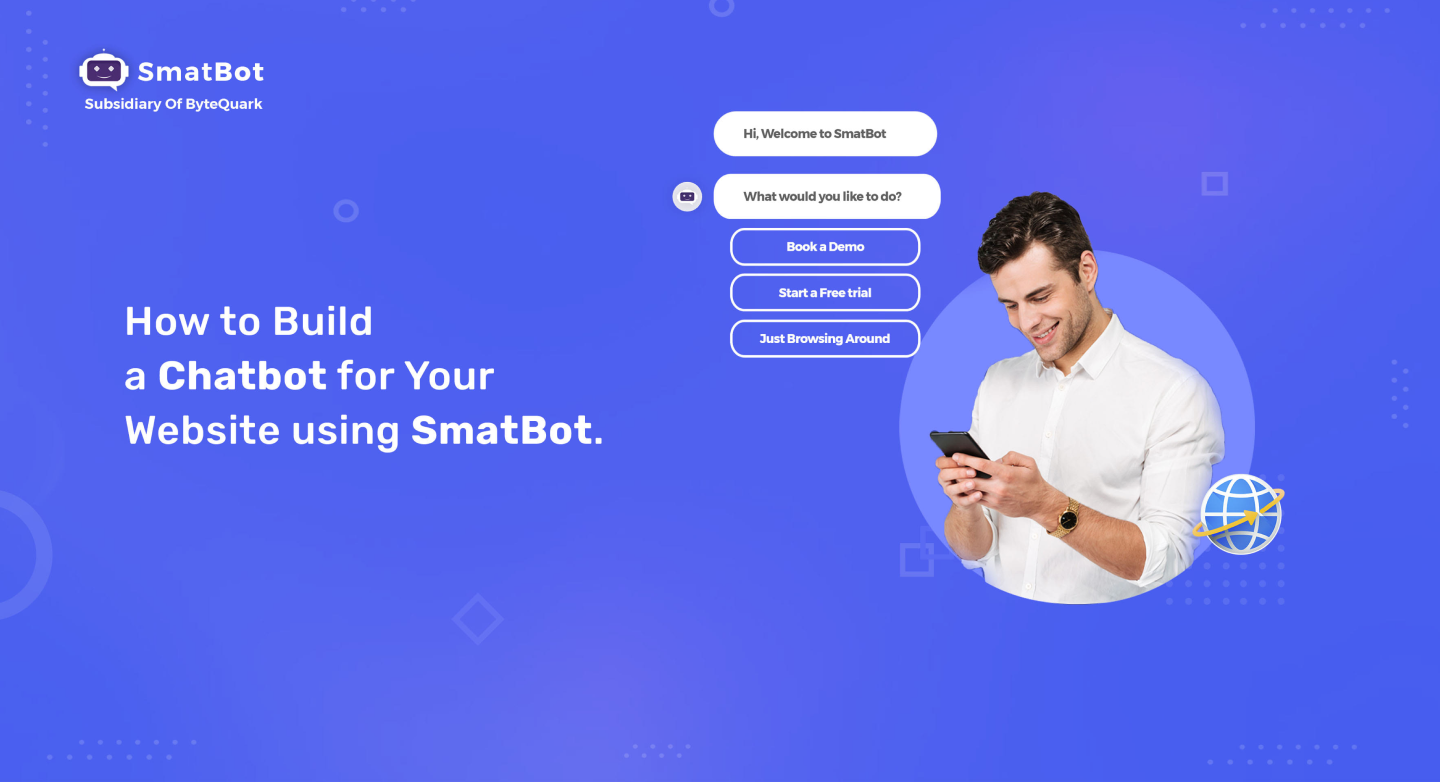 SmatBot
Subsidiary Of ByteQuark
Hi, Welcome to SmatBot
What would you like to do?
Book a Demo
Start a Free trial
Just Browsing Around
How to Build
a Chatbot for Your
Website using SmatBot.